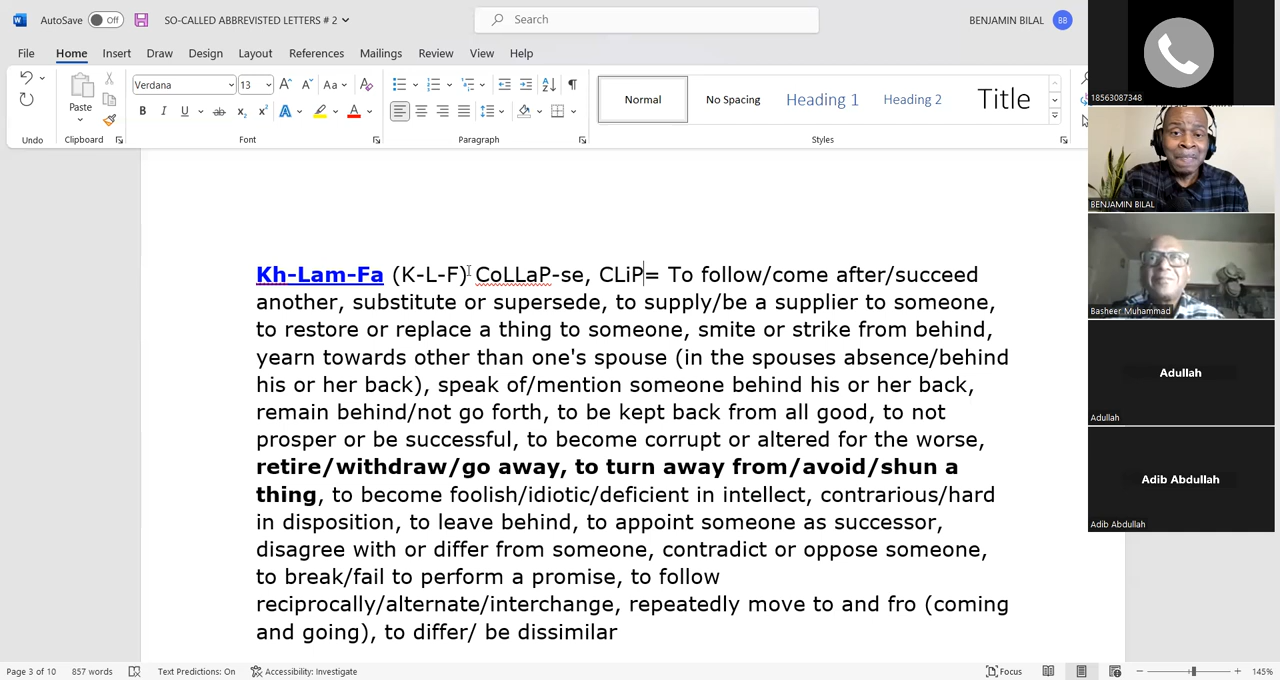 AutoSave Off SO-CALLED ABBREVISTED LETTERS # 2 Search BENJAMIN BILAL BB
File Home Insert Draw Design Layout References Mailings Review View Help
Verdana 13
Paste
Normal No Spacing Heading 1 Heading 2 Title
Undo Clipboard Font Paragraph Styles
18563087348
BENJAMIN BILAL
Basheer Muhammad
Adullah
Adullah
Adib Abdullah
Adib Abdullah
Kh-Lam-Fa (K-L-F) CoLLaP-se, CLiP= To follow/come after/succeed
another, substitute or supersede, to supply/be a supplier to someone,
to restore or replace a thing to someone, smite or strike from behind,
yearn towards other than one's spouse (in the spouses absence/behind
his or her back), speak of/mention someone behind his or her back,
remain behind/not go forth, to be kept back from all good, to not
prosper or be successful, to become corrupt or altered for the worse,
retire/withdraw/go away, to turn away from/avoid/shun a
thing, to become foolish/idiotic/deficient in intellect, contrarious/hard
in disposition, to leave behind, to appoint someone as successor,
disagree with or differ from someone, contradict or oppose someone,
to break/fail to perform a promise, to follow
reciprocally/alternate/interchange, repeatedly move to and fro (coming
and going), to differ/ be dissimilar
Page 3 of 10 857 words Text Predictions: On Accessibility: Investigate Focus 145%